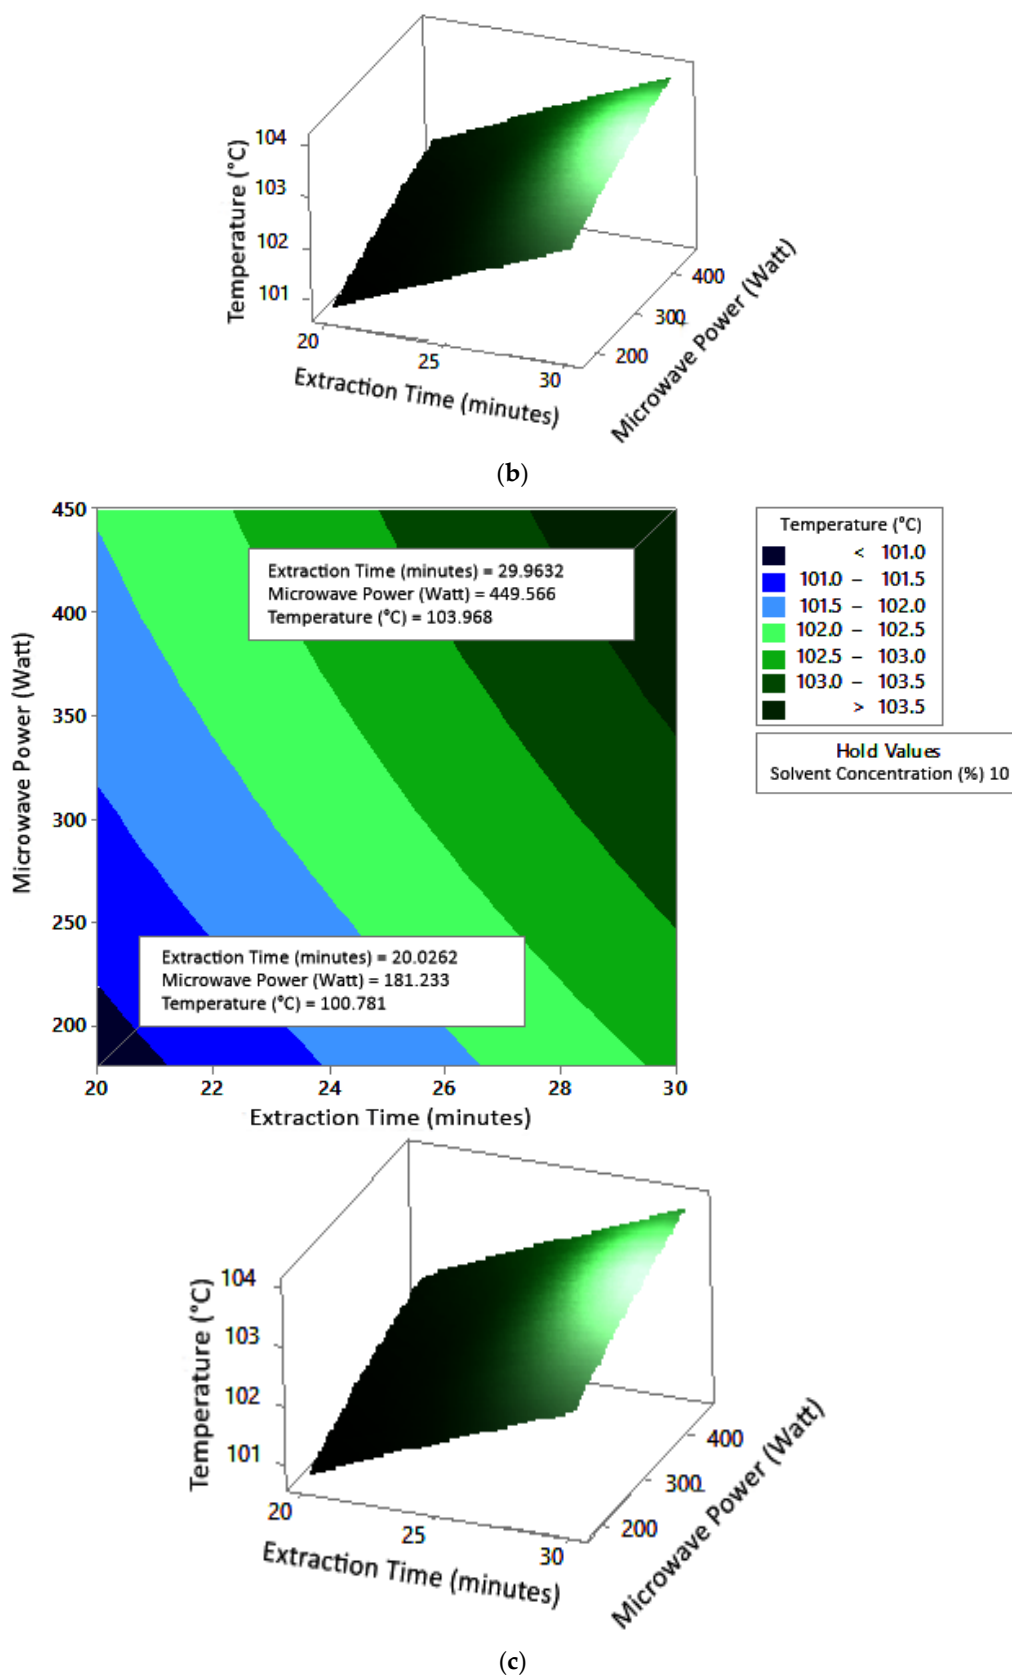 104
103
102
101
Temperature (°C)
20
25
30
Extraction Time (minutes)
200
300
400
Microwave Power (Watt)
(b)
450
400
350
300
250
200
Microwave Power (Watt)
Extraction Time (minutes) = 29.9632
Microwave Power (Watt) = 449.566
Temperature (°C) = 103.968
Extraction Time (minutes) = 20.0262
Microwave Power (Watt) = 181.233
Temperature (°C) = 100.781
20 22 24 26 28 30
Extraction Time (minutes)
Temperature (°C)
< 101.0
101.0 – 101.5
101.5 – 102.0
102.0 – 102.5
102.5 – 103.0
103.0 – 103.5
> 103.5
Hold Values
Solvent Concentration (%) 10
104
103
102
101
Temperature (°C)
20
25
30
Extraction Time (minutes)
200
300
400
Microwave Power (Watt)
(c)